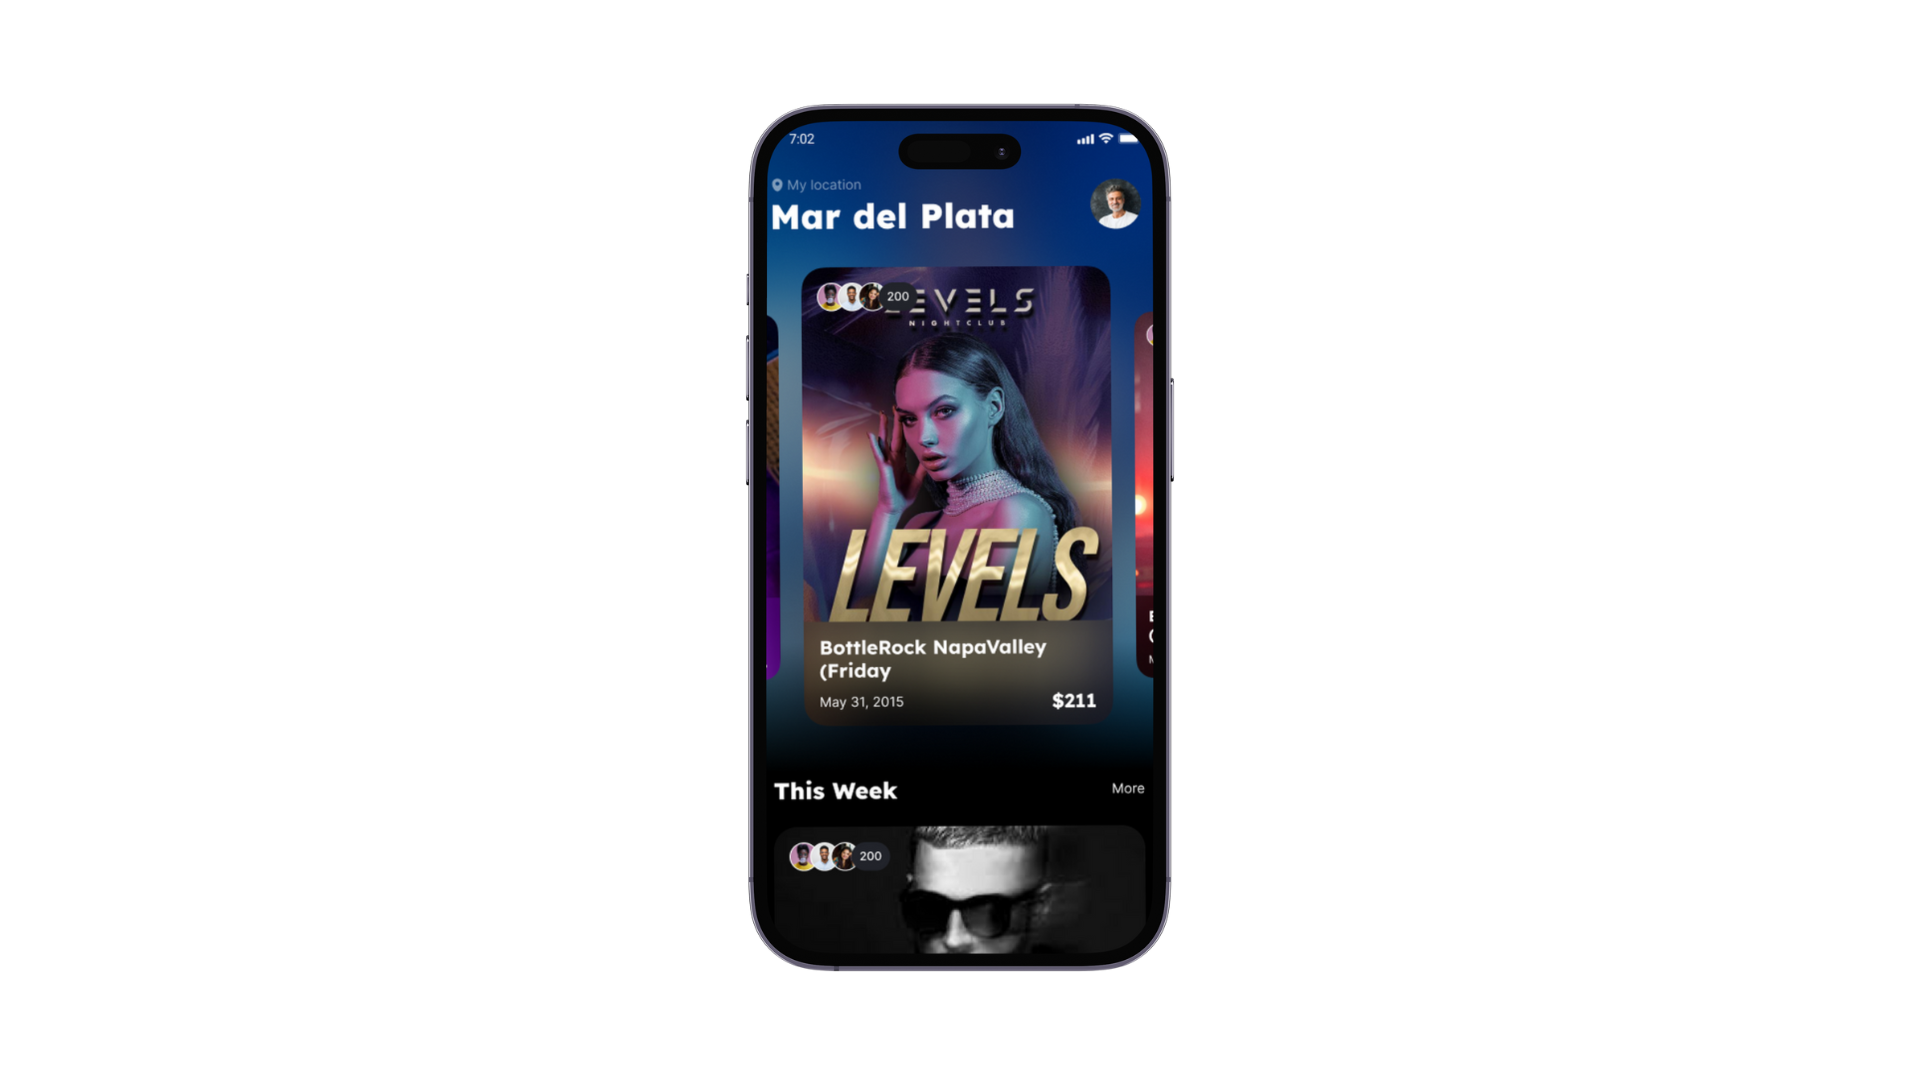 7:02
My location
Mar del Plata
200
LEVELS
NIGHTCLUB
LEVELS
BottleRock NapaValley
(Friday
May 31, 2015
$211
This Week
More
200